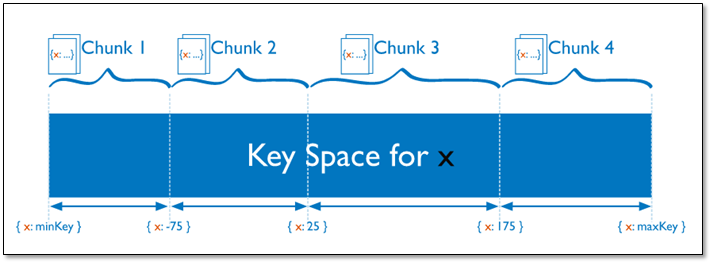 {x: ...} Chunk 1 {x: ...} Chunk 2 {x: ...} Chunk 3 {x: ...} Chunk 4
Key Space for x
{ x: minKey } { x: -75 } { x: 25 } { x: 175 } { x: maxKey }